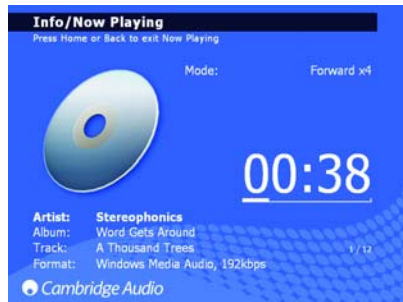 Info/Now Playing
Press Home or Back to exit Now Playing
Mode: Forward x4
00:38
Artist: Stereophonics
Album: Word Gets Around
Track: A Thousand Trees 1/12
Format: Windows Media Audio, 192kbps
Cambridge Audio